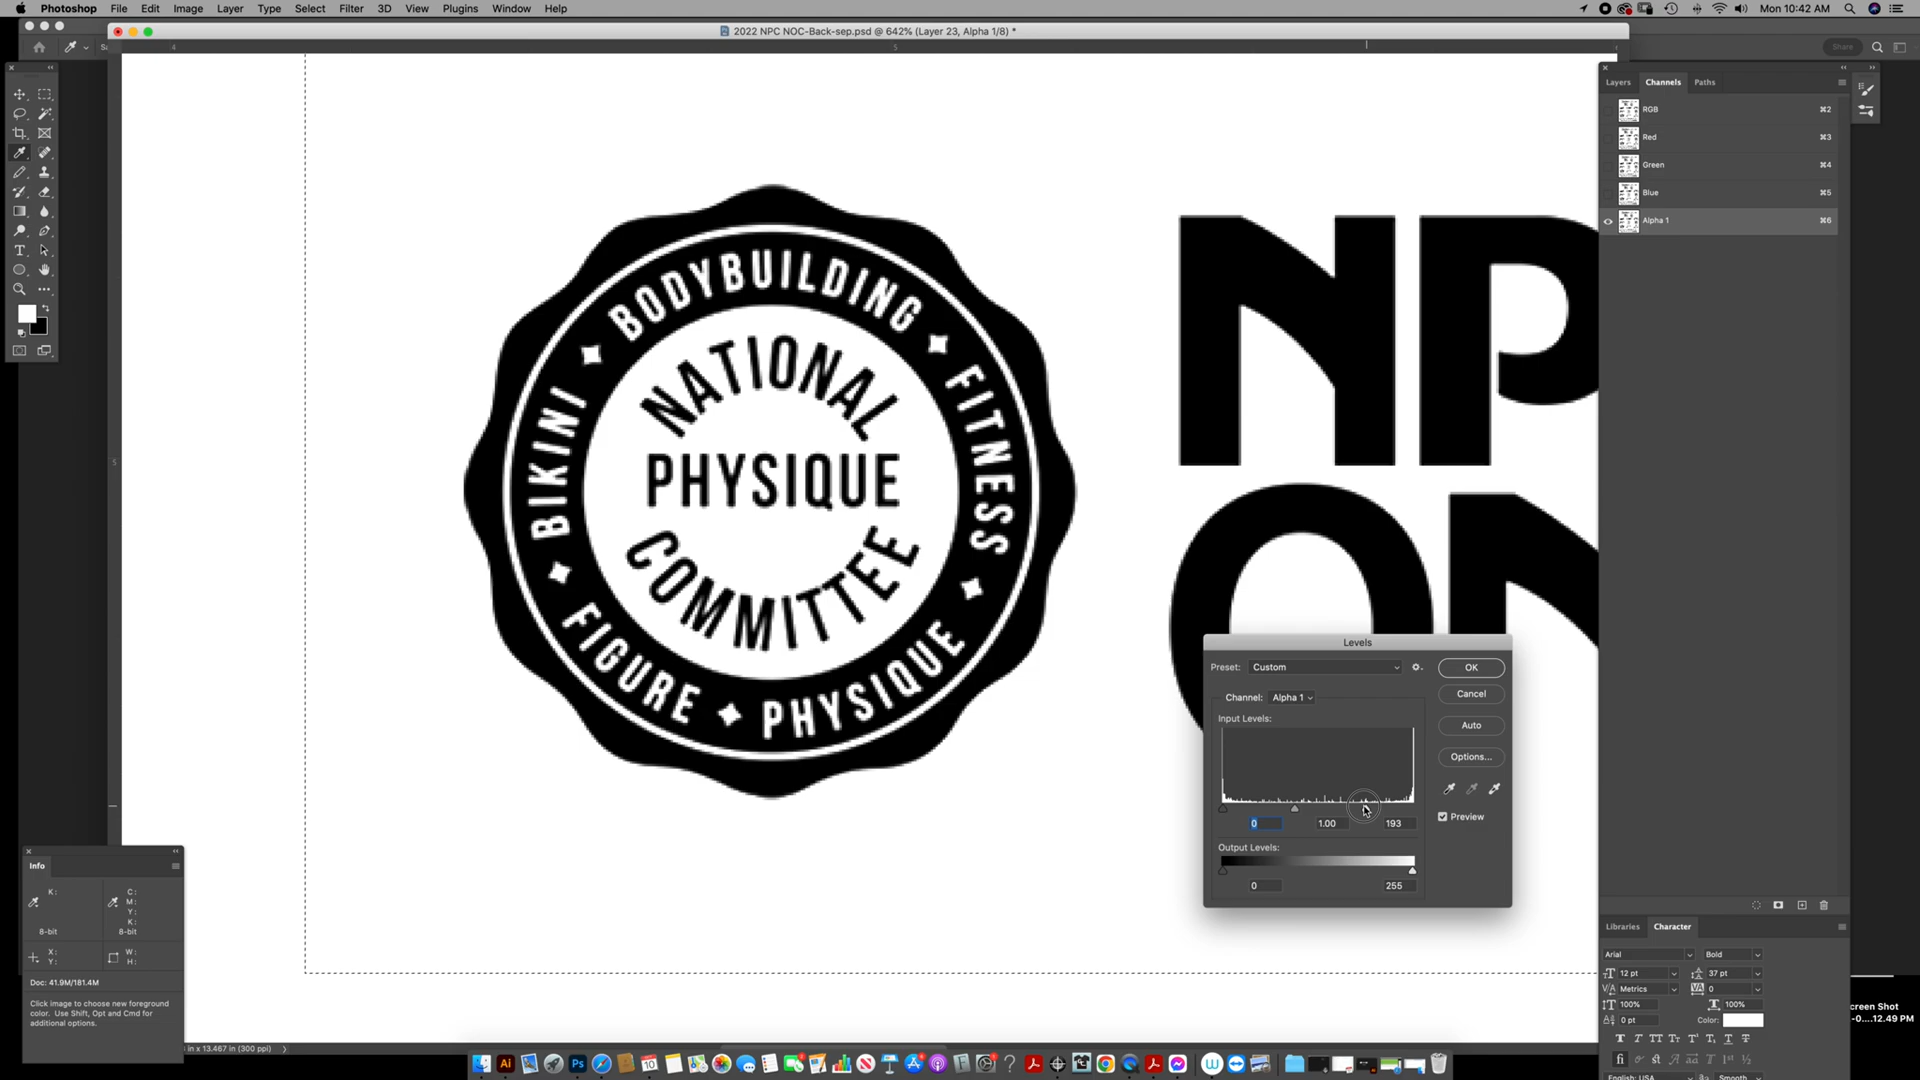 Photoshop File Edit Image Layer Type Select Filter 3D View Plugins Window Help
Mon 10:42 AM
2022 NPC NOC-Back-sep.psd @ 642% (Layer 23, Alpha 1/8) *
Share
4
5
5
Layers Channels Paths
RGB ⌘2
Red ⌘3
Green ⌘4
Blue ⌘5
Alpha 1 ⌘6
BODYBUILDING
FITNESS
PHYSIQUE
FIGURE
BIKINI
NATIONAL
PHYSIQUE
COMMITTEE
NP
ON
Levels
Preset: Custom
OK
Cancel
Channel: Alpha 1
Auto
Input Levels:
Options...
Preview
0 1.00 193
Output Levels:
0 255
Info
K: C:
M:
Y:
K:
8-bit 8-bit
X: W:
Y: H:
Doc: 41.9M/181.4M
Click image to choose new foreground
color. Use Shift, Opt and Cmd for
additional options.
in x 13.467 in (300 ppi)
Libraries Character
Arial Bold
12 pt 37 pt
Metrics 0
100% 100%
0 pt Color:
English: USA Smooth
creen Shot
-0....12.49 PM